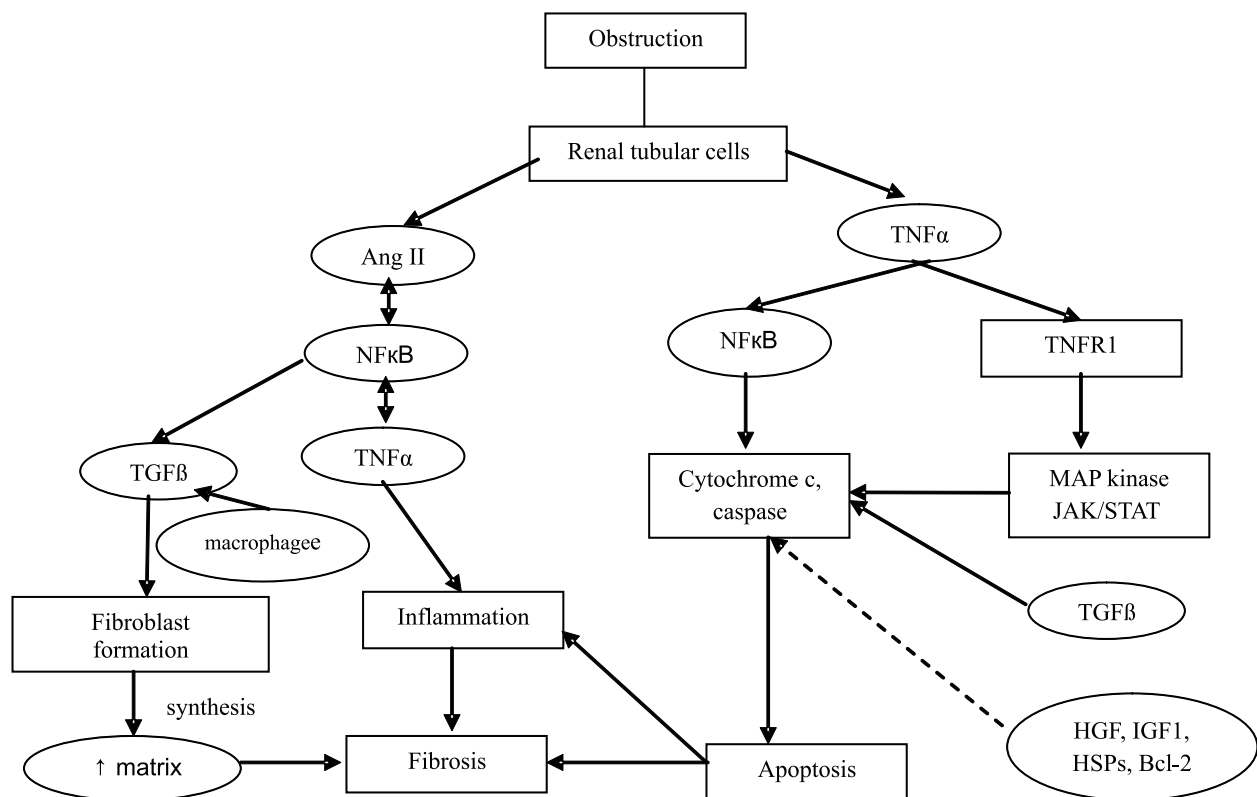 Obstruction
Renal tubular cells
Ang II
TNFα
NFκB
NFκB
TNFR1
TGFß
TNFα
Cytochrome c,
caspase
MAP kinase
JAK/STAT
macrophagee
Fibroblast
formation
Inflammation
TGFß
synthesis
↑ matrix
Fibrosis
Apoptosis
HGF, IGF1,
HSPs, Bcl-2